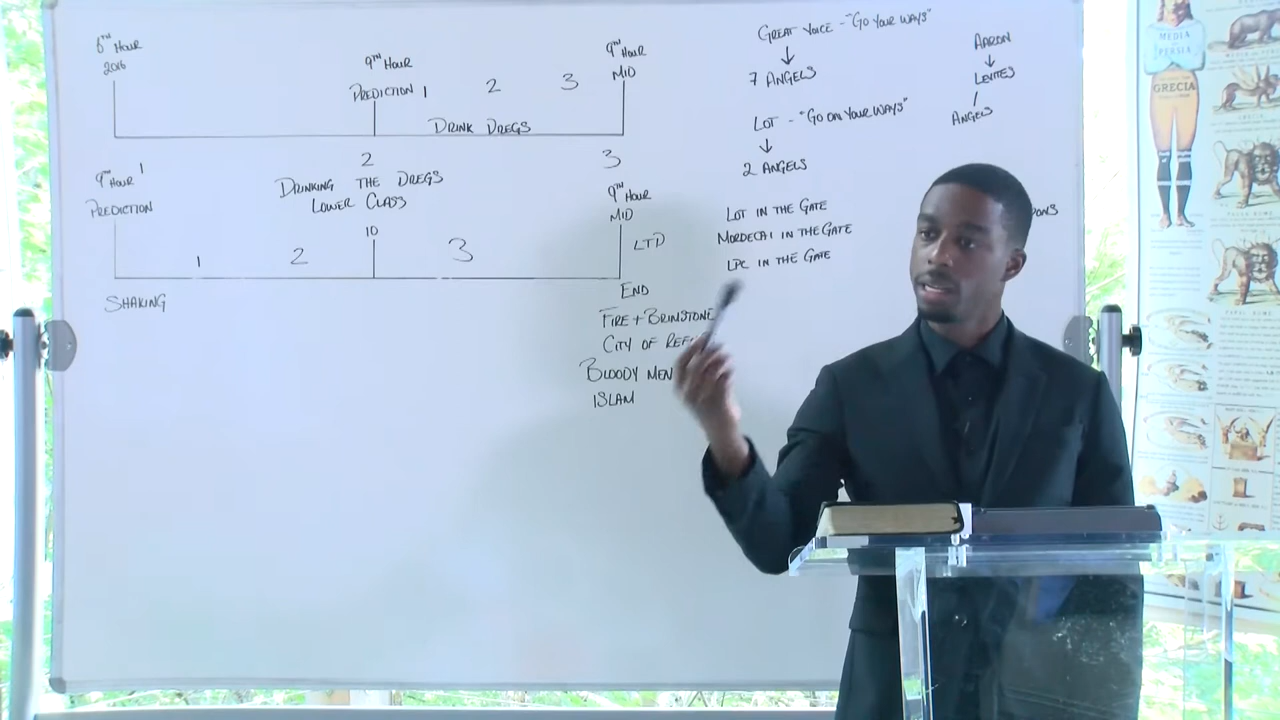 6TH HOUR
2016
9TH HOUR
PREDICTION 1 2 3
9TH HOUR
MID
DRINK DREGS
9TH HOUR 1
PREDICTION
2
DRINKING THE DREGS
LOWER CLASS
10
3
9TH HOUR
MID
1 2 3
LTD
SHAKING
END
FIRE + BRIMSTONE
CITY OF
BLOODY MEN
ISLAM
GREAT VOICE - "GO YOUR WAYS"
7 ANGELS
LOT - "GO ON YOUR WAYS"
2 ANGELS
LOT IN THE GATE
MORDECAI IN THE GATE
LPC IN THE GATE
AARON
LEVITES
ANGELS
MEDIA
PERSIA
GRECIA